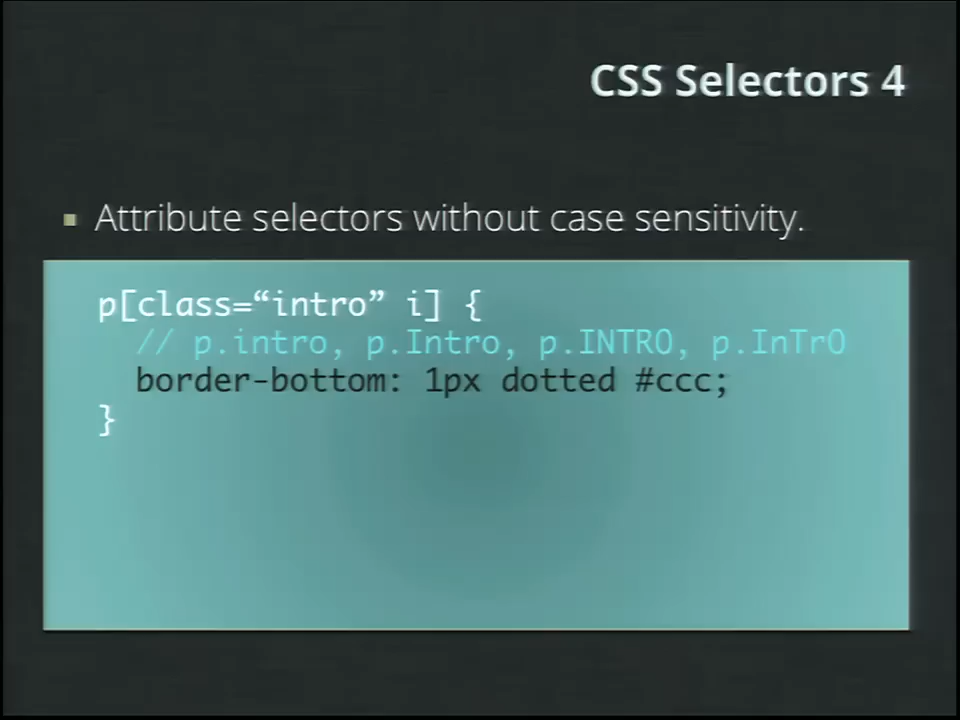 CSS Selectors 4
Attribute selectors without case sensitivity.
p[class=“intro” i] {
// p.intro, p.Intro, p.INTRO, p.InTrO
border-bottom: 1px dotted #ccc;
}